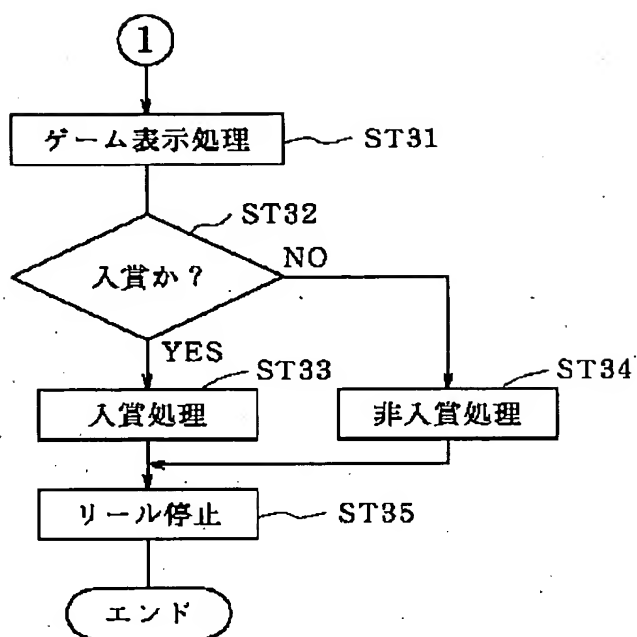 1
ゲーム表示処理 ST31
ST32
入賞か？ NO
YES
ST33 ST34
入賞処理 非入賞処理
リール停止 ST35
エンド